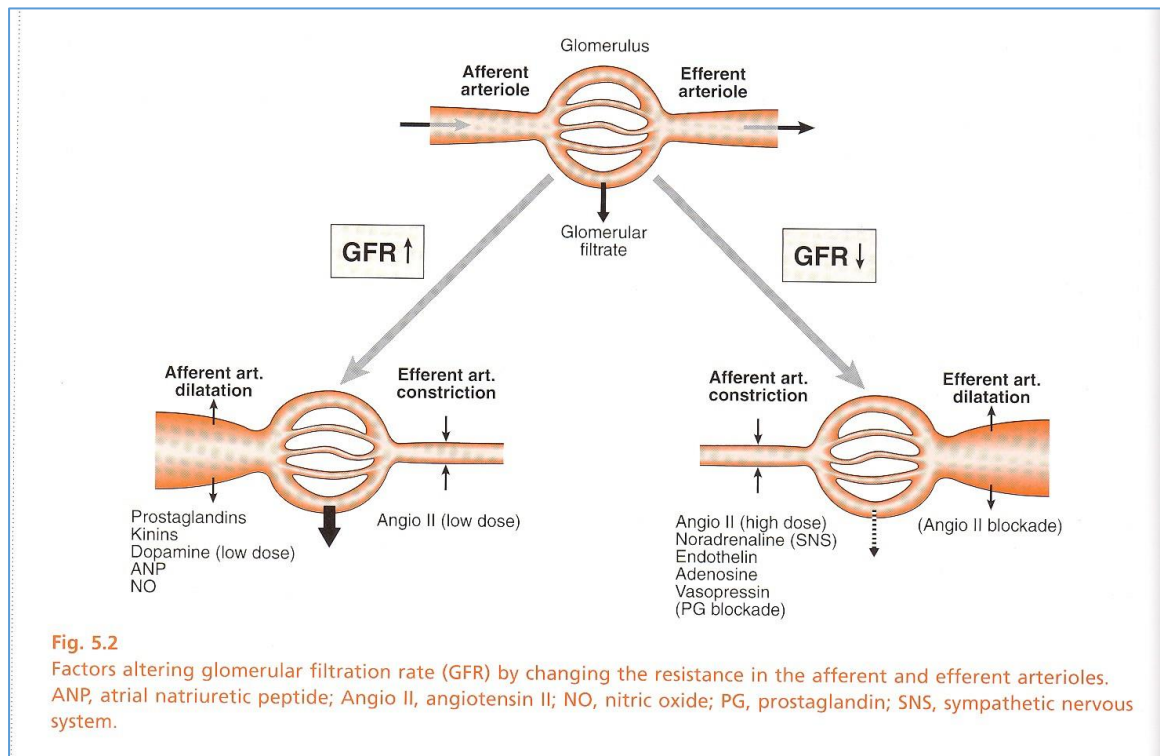 Glomerulus
Afferent
arteriole
Efferent
arteriole
Glomerular
filtrate
GFR ↑
GFR ↓
Afferent art.
dilatation
Efferent art.
constriction
Afferent art.
constriction
Efferent art.
dilatation
Prostaglandins
Kinins
Dopamine (low dose)
ANP
NO
Angio II (low dose)
Angio II (high dose)
Noradrenaline (SNS)
Endothelin
Adenosine
Vasopressin
(PG blockade)
(Angio II blockade)
Fig. 5.2
Factors altering glomerular filtration rate (GFR) by changing the resistance in the afferent and efferent arterioles.
ANP, atrial natriuretic peptide; Angio II, angiotensin II; NO, nitric oxide; PG, prostaglandin; SNS, sympathetic nervous
system.